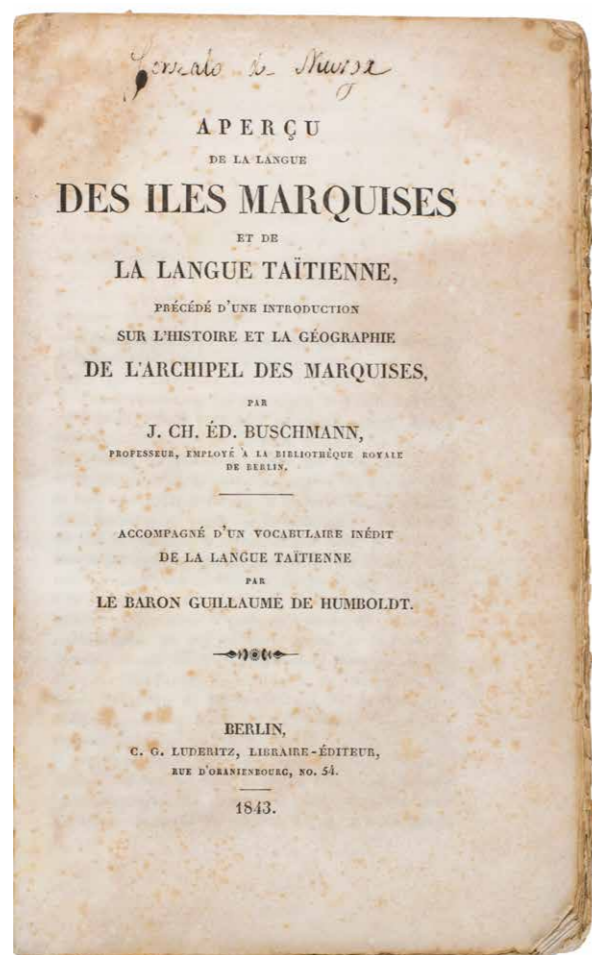 Gonzalo de Murga
APERÇU
DE LA LANGUE
DES ILES MARQUISES
ET DE
LA LANGUE TAÏTIENNE,
PRÉCÉDÉ D'UNE INTRODUCTION
SUR L'HISTOIRE ET LA GÉOGRAPHIE
DE L'ARCHIPEL DES MARQUISES,
PAR
J. CH. ÉD. BUSCHMANN,
PROFESSEUR, EMPLOYÉ À LA BIBLIOTHÈQUE ROYALE
DE BERLIN.
ACCOMPAGNÉ D'UN VOCABULAIRE INÉDIT
DE LA LANGUE TAÏTIENNE
PAR
LE BARON GUILLAUME DE HUMBOLDT.
BERLIN,
C. G. LUDERITZ, LIBRAIRE-ÉDITEUR,
RUE D'ORANIENBOURG, NO. 54.
1843.